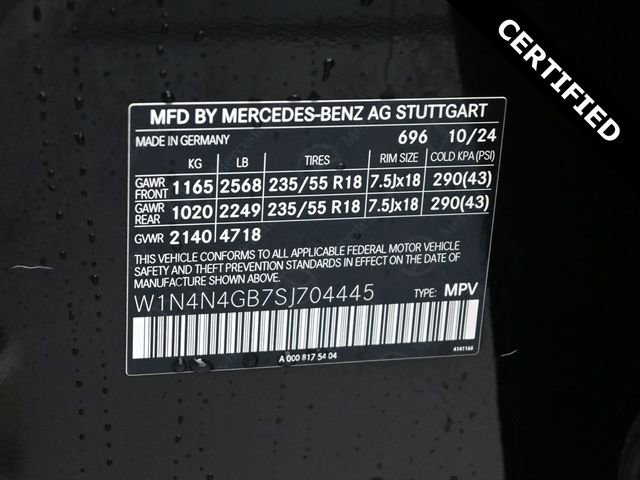 CERTIFIED
MFD BY MERCEDES-BENZ AG STUTTGART
MADE IN GERMANY 696 10/24
KG LB TIRES RIM SIZE COLD KPA (PSI)
GAWR FRONT 1165 2568 235/55 R18 7.5Jx18 290(43)
GAWR REAR 1020 2249 235/55 R18 7.5Jx18 290(43)
GVWR 2140 4718
THIS VEHICLE CONFORMS TO ALL APPLICABLE FEDERAL MOTOR VEHICLE
SAFETY AND THEFT PREVENTION STANDARDS IN EFFECT ON THE DATE OF
MANUFACTURE SHOWN ABOVE.
W1N4N4GB7SJ704445 TYPE: MPV
A 000 817 54 04 4141166